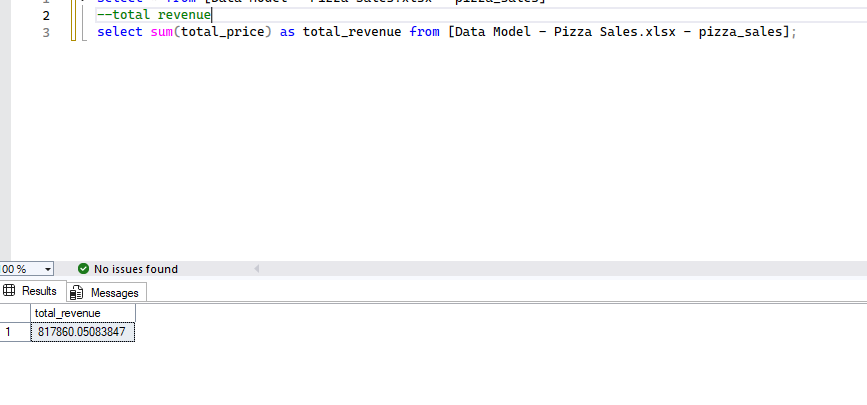 1 select * from [Data Model - Pizza Sales.xlsx - pizza_sales]
2 --total revenue
3 select sum(total_price) as total_revenue from [Data Model - Pizza Sales.xlsx - pizza_sales];
00 %
No issues found
Results Messages
total_revenue
1 817860.05083847